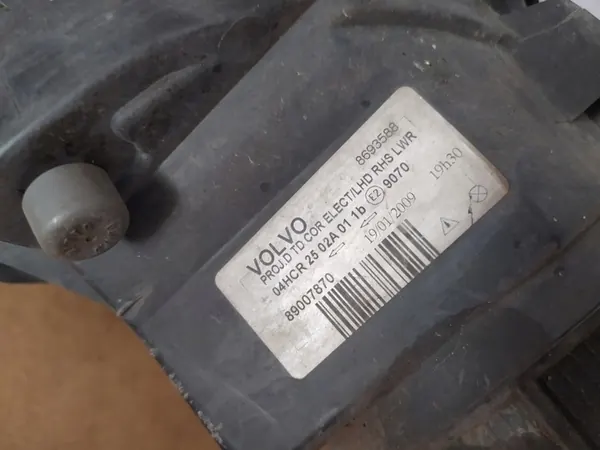 8693588
VOLVO
PROJ.D TD COR ELECT/LHD RHS LWR
04HCR 25 02A 01 1b E2 9070
89007870
19/01/2009 19h30